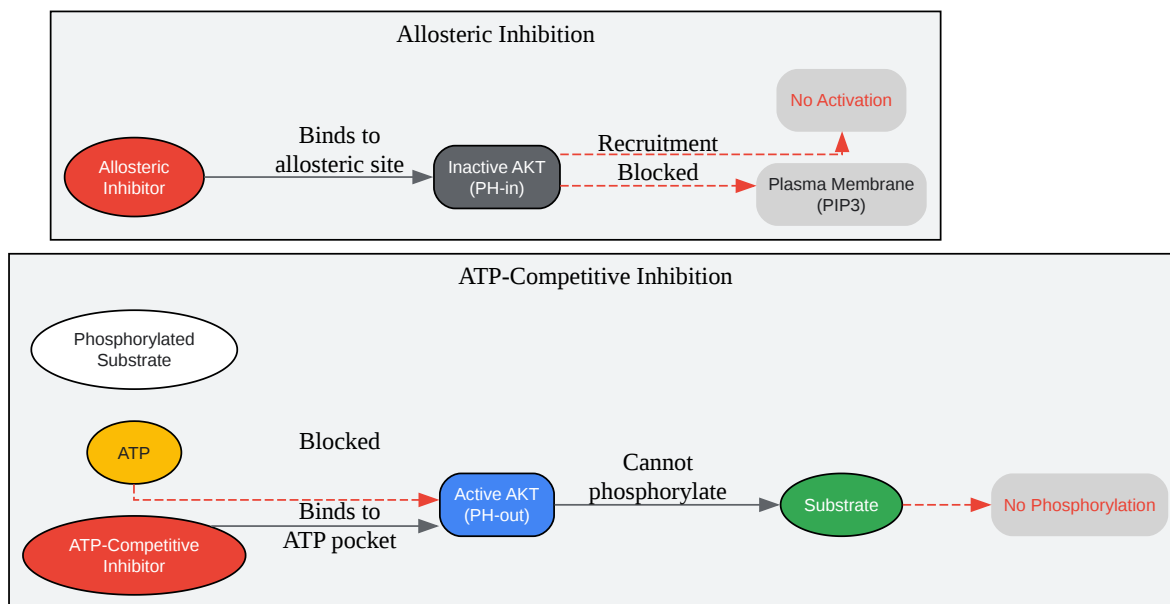 Allosteric Inhibition
No Activation
Binds to
allosteric site
Recruitment
Blocked
Allosteric
Inhibitor
Inactive AKT
(PH-in)
Plasma Membrane
(PIP3)
ATP-Competitive Inhibition
Phosphorylated
Substrate
ATP
Blocked
Cannot
phosphorylate
Active AKT
(PH-out)
Substrate
No Phosphorylation
Binds to
ATP pocket
ATP-Competitive
Inhibitor